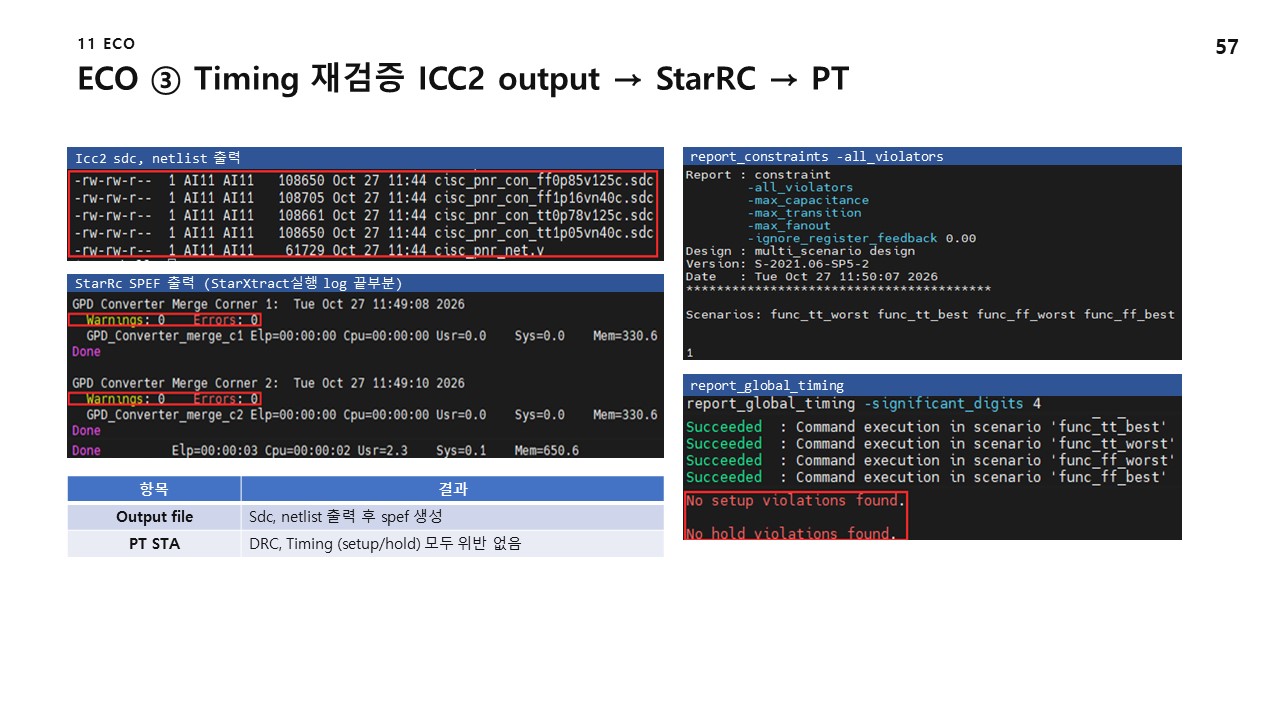 11 ECO
57
ECO ③ Timing 재검증 ICC2 output → StarRC → PT
Icc2 sdc, netlist 출력
-rw-rw-r-- 1 AI11 AI11 108650 Oct 27 11:44 cisc_pnr_con_ff0p85v125c.sdc
-rw-rw-r-- 1 AI11 AI11 108705 Oct 27 11:44 cisc_pnr_con_ff1p16vn40c.sdc
-rw-rw-r-- 1 AI11 AI11 108661 Oct 27 11:44 cisc_pnr_con_tt0p78v125c.sdc
-rw-rw-r-- 1 AI11 AI11 108650 Oct 27 11:44 cisc_pnr_con_tt1p05vn40c.sdc
-rw-rw-r-- 1 AI11 AI11 61729 Oct 27 11:44 cisc_pnr_net.v
StarRc SPEF 출력 (StarXtract실행 log 끝부분)
GPD Converter Merge Corner 1: Tue Oct 27 11:49:08 2026
Warnings: 0 Errors: 0
GPD_Converter_merge_c1 Elp=00:00:00 Cpu=00:00:00 Usr=0.0 Sys=0.0 Mem=330.6
Done
GPD Converter Merge Corner 2: Tue Oct 27 11:49:10 2026
Warnings: 0 Errors: 0
GPD_Converter_merge_c2 Elp=00:00:00 Cpu=00:00:00 Usr=0.0 Sys=0.0 Mem=330.6
Done
Done Elp=00:00:03 Cpu=00:00:02 Usr=2.3 Sys=0.1 Mem=650.6
항목 결과
Output file Sdc, netlist 출력 후 spef 생성
PT STA DRC, Timing (setup/hold) 모두 위반 없음
report_constraints -all_violators
Report : constraint
-all_violators
-max_capacitance
-max_transition
-max_fanout
-ignore_register_feedback 0.00
Design : multi_scenario design
Version: S-2021.06-SP5-2
Date : Tue Oct 27 11:50:07 2026
****************************************
Scenarios: func_tt_worst func_tt_best func_ff_worst func_ff_best
1
report_global_timing
report_global_timing -significant_digits 4
Succeeded : Command execution in scenario 'func_tt_best'
Succeeded : Command execution in scenario 'func_tt_worst'
Succeeded : Command execution in scenario 'func_ff_worst'
Succeeded : Command execution in scenario 'func_ff_best'
No setup violations found.
No hold violations found.